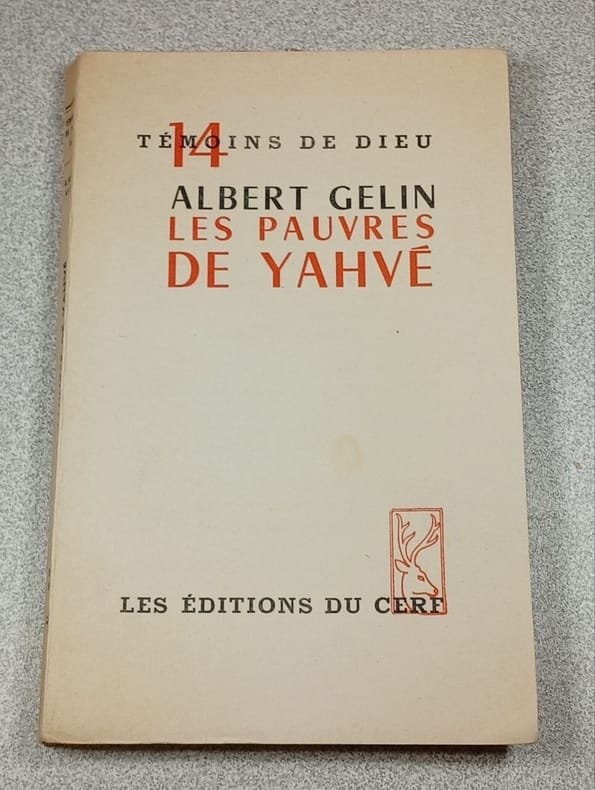 14
TÉMOINS DE DIEU
ALBERT GELIN
LES PAUVRES
DE YAHVÉ
LES ÉDITIONS DU CERF